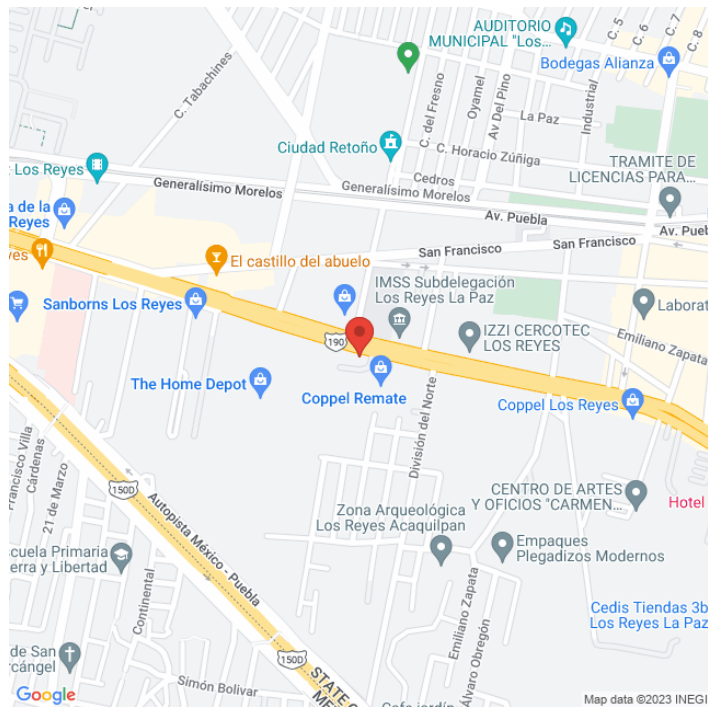 AUDITORIO
MUNICIPAL "Los...
C. 5
C. 6
C. 7
C. 8
Bodegas Alianza
C. Tabachines
C. del Fresno
Oyamel
Av Del Pino
La Paz
Industrial
Ciudad Retoño
C. Horacio Zúñiga
Los Reyes
Generalísimo Morelos
Generalísimo Morelos
Cedros
TRAMITE DE
LICENCIAS PARA...
a de la
Reyes
Av. Puebla
Av. Pueb
San Francisco
San Francisco
El castillo del abuelo
IMSS Subdelegación
Los Reyes La Paz
Sanborns Los Reyes
190
IZZI CERCOTEC
LOS REYES
Laborat
Emiliano Zapata
The Home Depot
Coppel Remate
Coppel Los Reyes
División del Norte
Francisco Villa
Cárdenas
21 de Marzo
150D
Autopista México - Puebla
Zona Arqueológica
Los Reyes Acaquilpan
CENTRO DE ARTES
Y OFICIOS "CARMEN...
Hotel
Empaques
Plegadizos Modernos
scuela Primaria
erra y Libertad
Continental
Emiliano Zapata
Álvaro Obregón
Cedis Tiendas 3b
Los Reyes La Paz
de San
rcángel
150D
STATE
Simón Bolivar
Google
Map data ©2023 INEGI